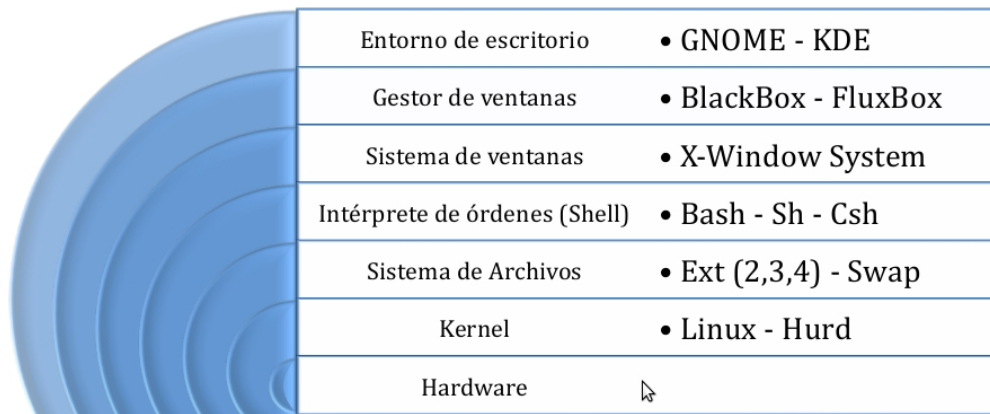 Entorno de escritorio • GNOME - KDE
Gestor de ventanas • BlackBox - FluxBox
Sistema de ventanas • X-Window System
Intérprete de órdenes (Shell) • Bash - Sh - Csh
Sistema de Archivos • Ext (2,3,4) - Swap
Kernel • Linux - Hurd
Hardware